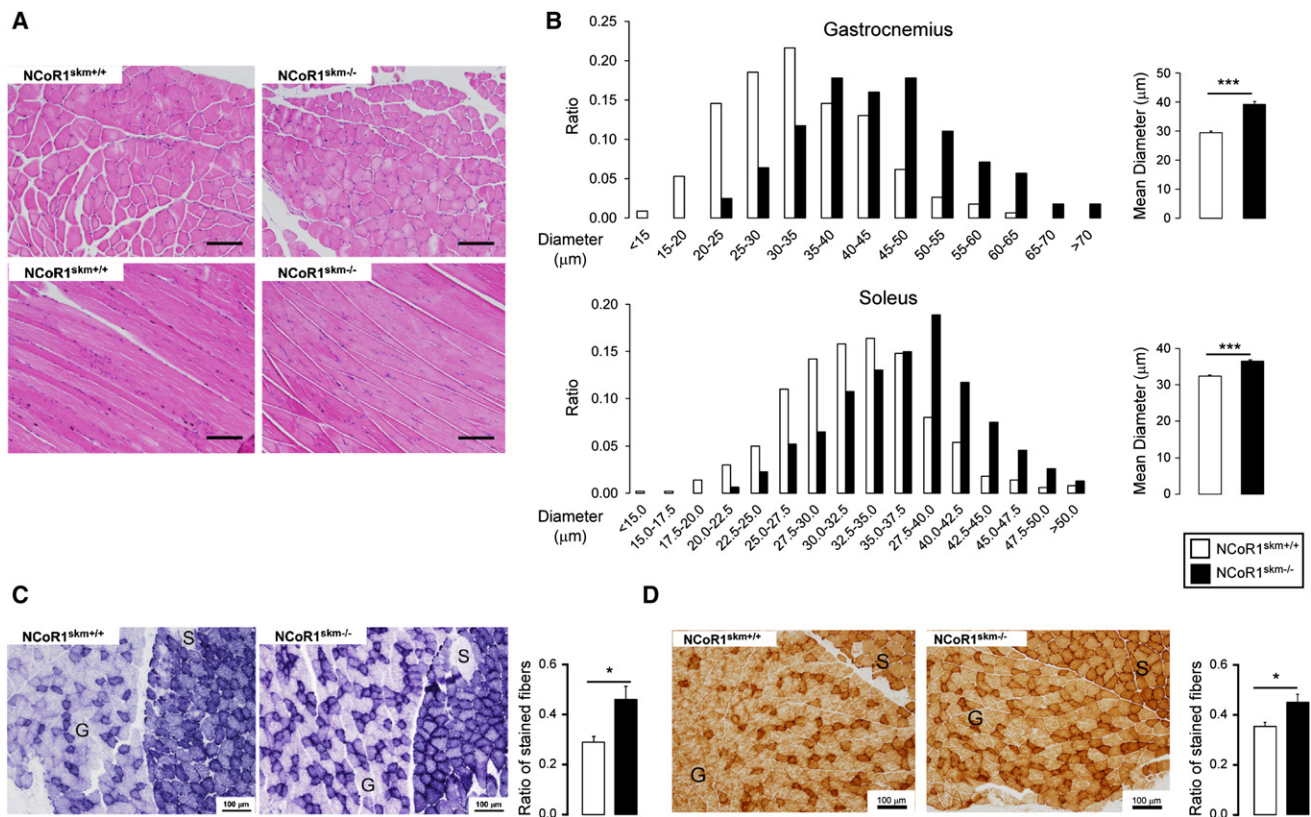 A
NCoR1skm+/+
NCoR1skm-/-
NCoR1skm+/+
NCoR1skm-/-
B
Gastrocnemius
0.25
0.20
0.15
0.10
0.05
0.00
Ratio
Diameter
(μm)
<15
15-20
20-25
25-30
30-35
35-40
40-45
45-50
50-55
55-60
60-65
65-70
>70
Mean Diameter (μm)
50
40
30
20
10
0
***
Soleus
0.20
0.15
0.10
0.05
0.00
Ratio
Diameter
(μm)
<15.0
15.0-17.5
17.5-20.0
20.0-22.5
22.5-25.0
25.0-27.5
27.5-30.0
30.0-32.5
32.5-35.0
35.0-37.5
27.5-40.0
40.0-42.5
42.5-45.0
45.0-47.5
47.5-50.0
>50.0
Mean Diameter (μm)
40
30
20
10
0
***
NCoR1skm+/+
NCoR1skm-/-
C
NCoR1skm+/+
S
G
100 μm
NCoR1skm-/-
S
G
100 μm
Ratio of stained fibers
0.6
0.4
0.2
0.0
*
D
NCoR1skm+/+
S
G
100 μm
NCoR1skm-/-
S
G
100 μm
Ratio of stained fibers
0.6
0.4
0.2
0.0
*